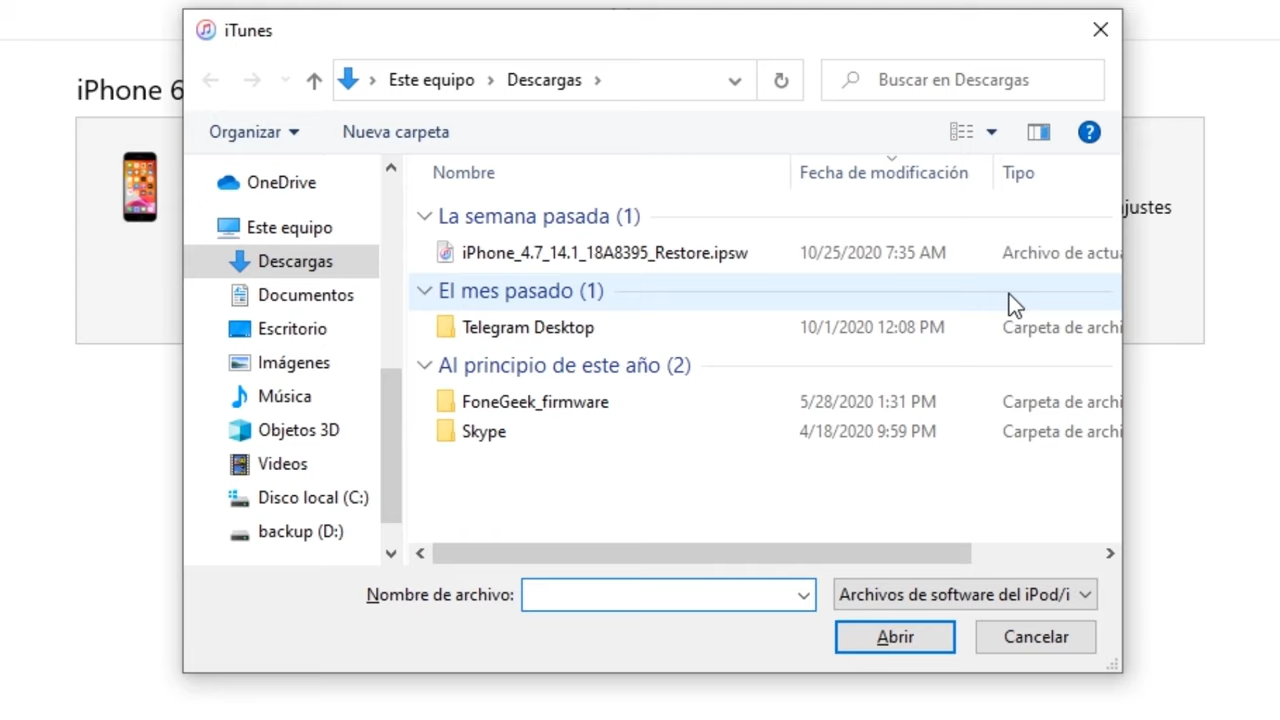 iTunes
iPhone 6
Este equipo
Descargas
Buscar en Descargas
Organizar
Nueva carpeta
?
Nombre
Fecha de modificación
Tipo
OneDrive
Este equipo
Descargas
Documentos
Escritorio
Imágenes
Música
Objetos 3D
Videos
Disco local (C:)
backup (D:)
La semana pasada (1)
iPhone_4.7_14.1_18A8395_Restore.ipsw 10/25/2020 7:35 AM Archivo de actua
El mes pasado (1)
Telegram Desktop 10/1/2020 12:08 PM Carpeta de archi
Al principio de este año (2)
FoneGeek_firmware 5/28/2020 1:31 PM Carpeta de archi
Skype 4/18/2020 9:59 PM Carpeta de archi
justes
Nombre de archivo:
Archivos de software del iPod/i
Abrir
Cancelar